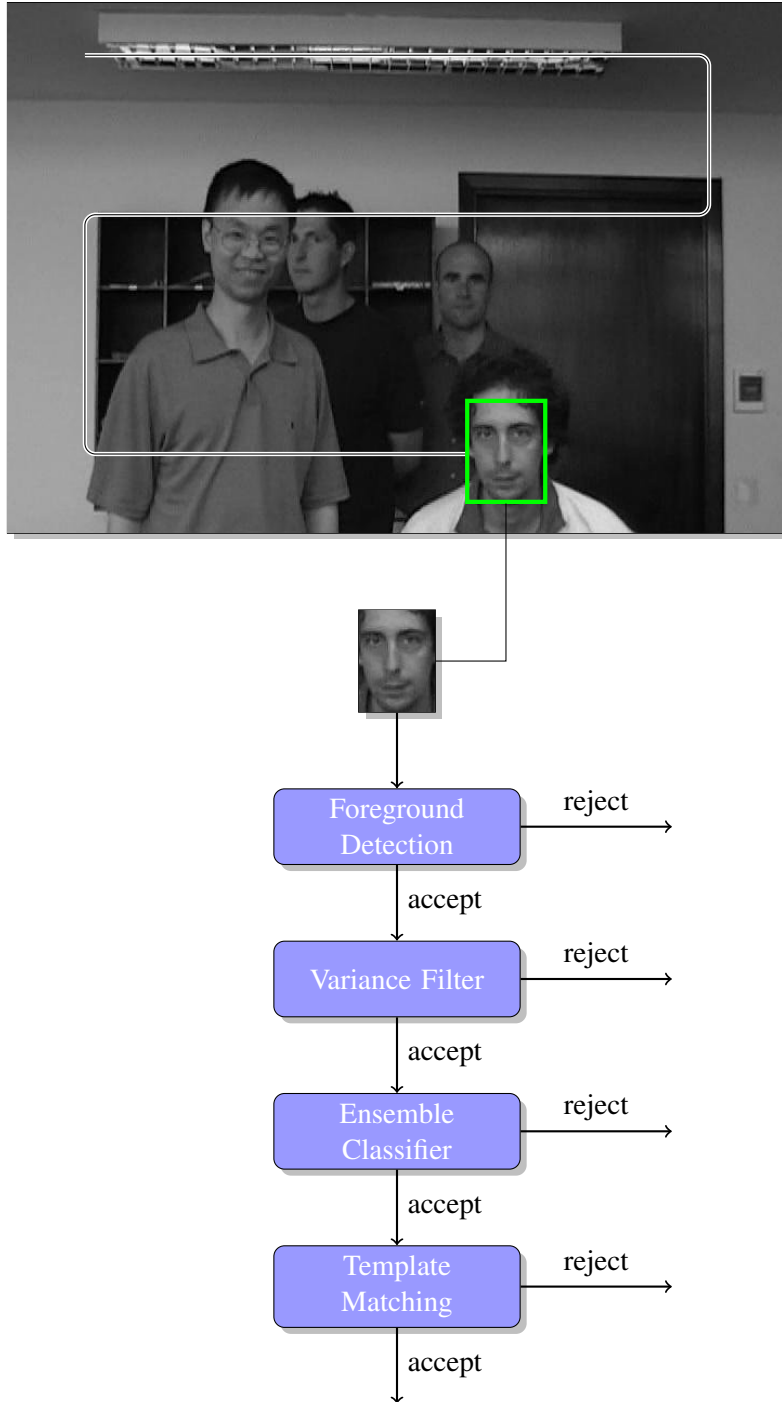 Foreground
Detection
reject
accept
Variance Filter
reject
accept
Ensemble
Classifier
reject
accept
Template
Matching
reject
accept